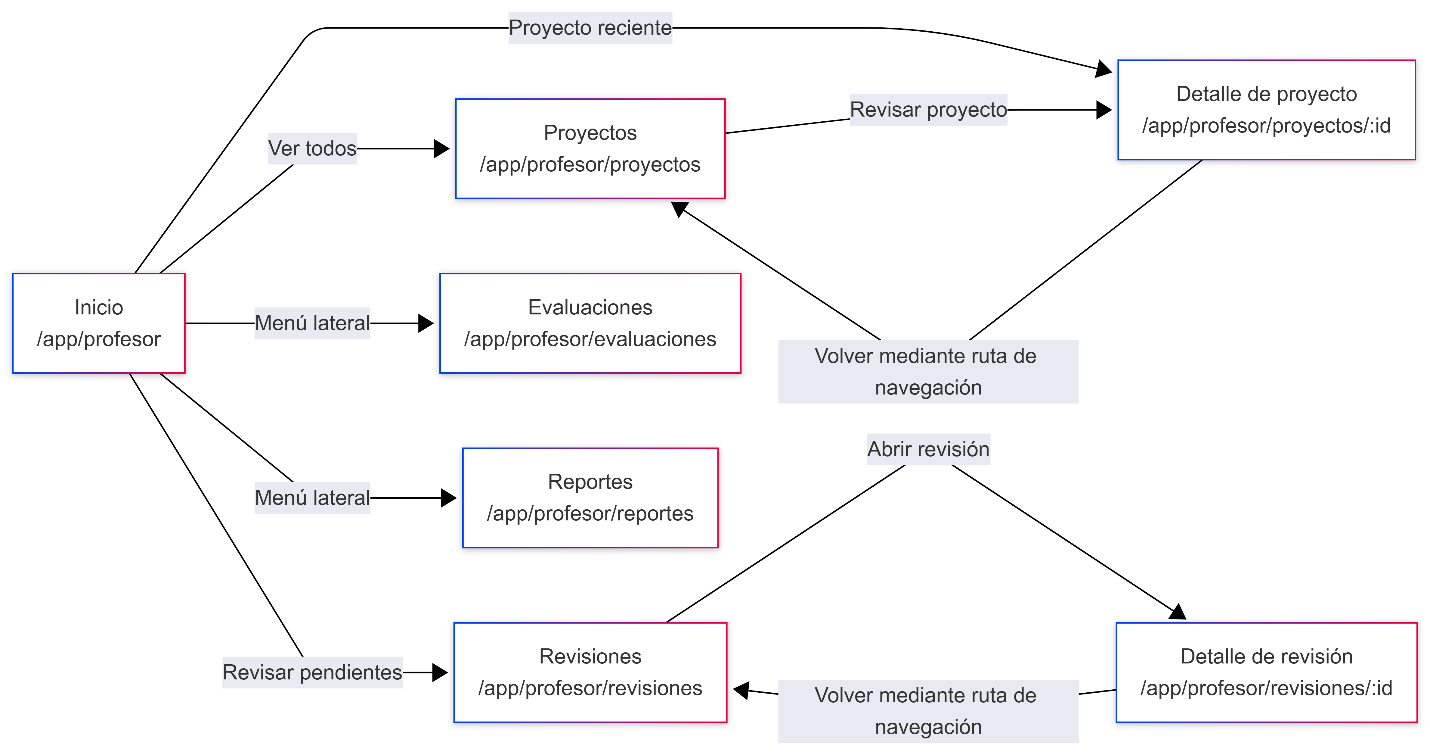 Proyecto reciente
Detalle de proyecto
/app/profesor/proyectos/:id
Revisar proyecto
Proyectos
/app/profesor/proyectos
Ver todos
Inicio
/app/profesor
Menú lateral
Evaluaciones
/app/profesor/evaluaciones
Volver mediante ruta de
navegación
Abrir revisión
Menú lateral
Reportes
/app/profesor/reportes
Revisar pendientes
Revisiones
/app/profesor/revisiones
Volver mediante ruta de
navegación
Detalle de revisión
/app/profesor/revisiones/:id